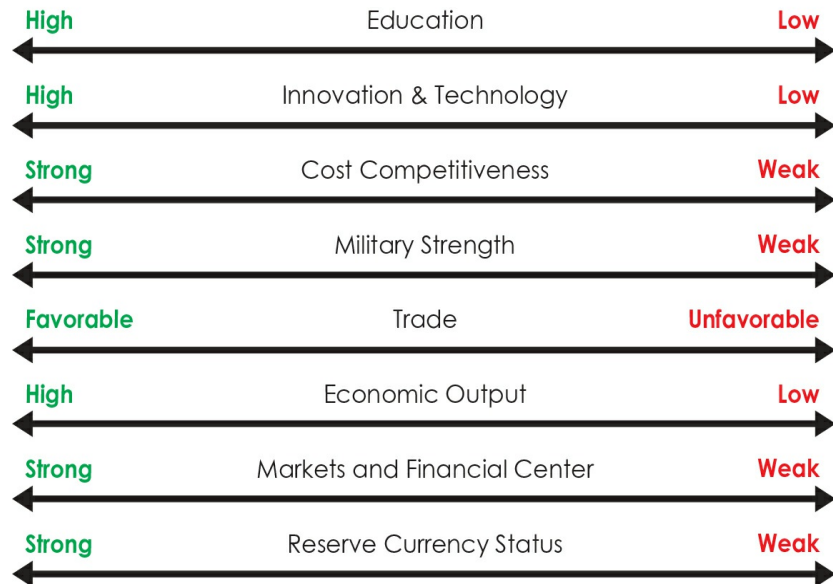 High Education Low
High Innovation & Technology Low
Strong Cost Competitiveness Weak
Strong Military Strength Weak
Favorable Trade Unfavorable
High Economic Output Low
Strong Markets and Financial Center Weak
Strong Reserve Currency Status Weak